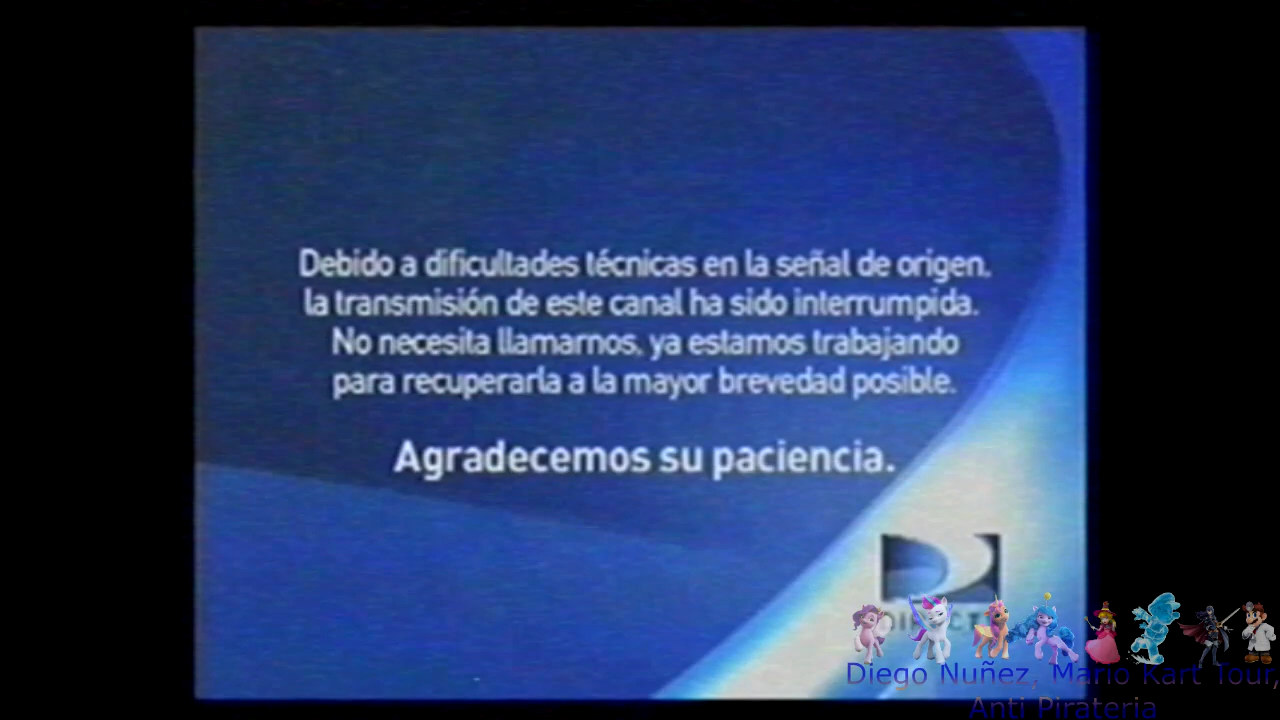 Debido a dificultades técnicas en la señal de origen,
la transmisión de este canal ha sido interrumpida.
No necesita llamarnos, ya estamos trabajando
para recuperarla a la mayor brevedad posible.
Agradecemos su paciencia.
Diego Nuñez, Mario Kart Tour,
Anti Pirateria